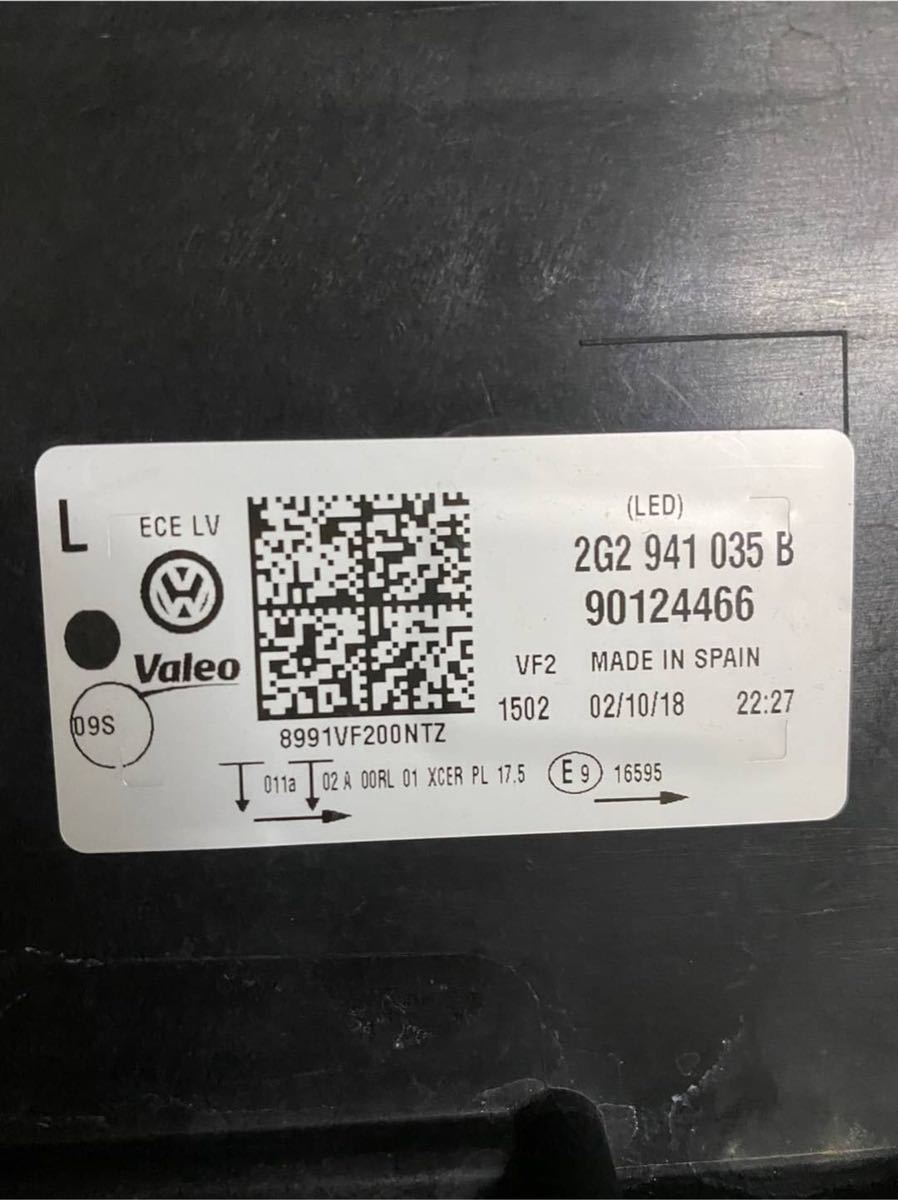 L
ECE LV
Valeo
09S
8991VF200NTZ
(LED)
2G2 941 035 B
90124466
VF2 MADE IN SPAIN
1502 02/10/18 22:27
011a 02 A 00RL 01 XCER PL 17.5 E 9 16595